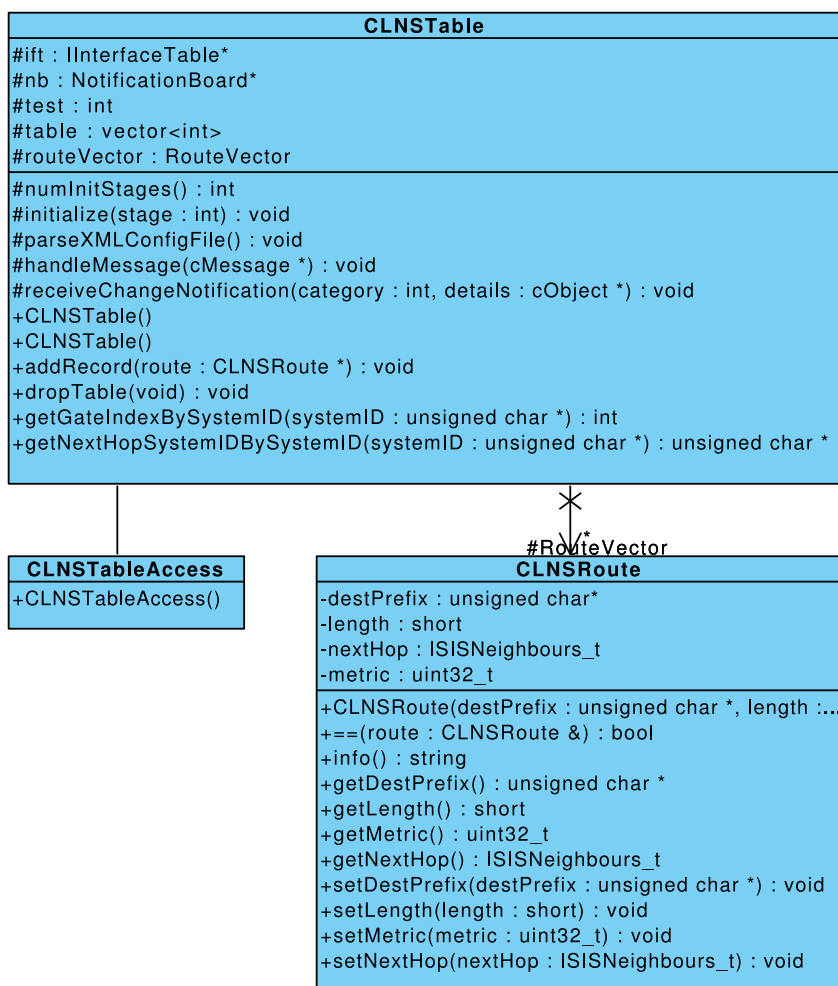 CLNSTable
#ift : IInterfaceTable*
#nb : NotificationBoard*
#test : int
#table : vector<int>
#routeVector : RouteVector
#numInitStages() : int
#initialize(stage : int) : void
#parseXMLConfigFile() : void
#handleMessage(cMessage *) : void
#receiveChangeNotification(category : int, details : cObject *) : void
+CLNSTable()
+CLNSTable()
+addRecord(route : CLNSRoute *) : void
+dropTable(void) : void
+getGateIndexBySystemID(systemID : unsigned char *) : int
+getNextHopSystemIDBySystemID(systemID : unsigned char *) : unsigned char *
*
#RouteVector
CLNSTableAccess
+CLNSTableAccess()
CLNSRoute
-destPrefix : unsigned char*
-length : short
-nextHop : ISISNeighbours_t
-metric : uint32_t
+CLNSRoute(destPrefix : unsigned char *, length :...
+==(route : CLNSRoute &) : bool
+info() : string
+getDestPrefix() : unsigned char *
+getLength() : short
+getMetric() : uint32_t
+getNextHop() : ISISNeighbours_t
+setDestPrefix(destPrefix : unsigned char *) : void
+setLength(length : short) : void
+setMetric(metric : uint32_t) : void
+setNextHop(nextHop : ISISNeighbours_t) : void